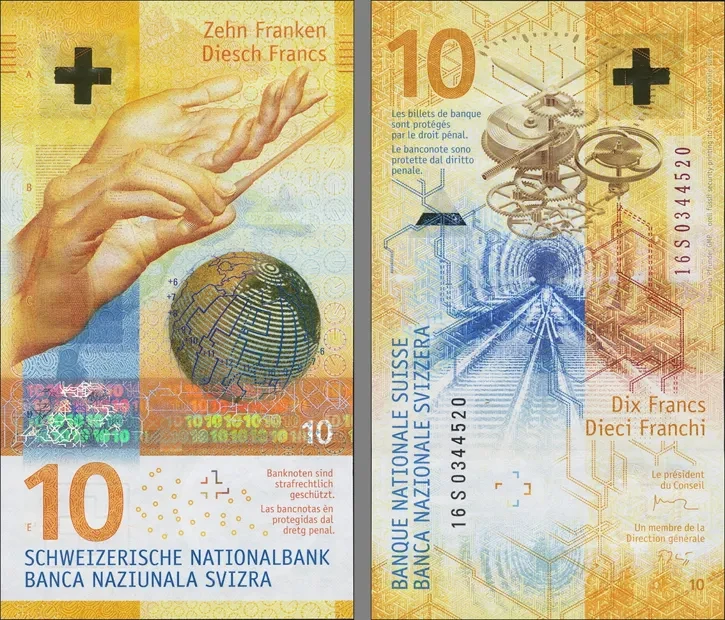 Zehn Franken
Diesch Francs
A
B
E
+6
+7
10
10
Banknoten sind
strafrechtlich
geschützt.
Las bancnotas èn
protegidas dal
dretg penal.
SCHWEIZERISCHE NATIONALBANK
BANCA NAZIUNALA SVIZRA
10
Les billets de banque
sont protégés
par le droit pénal.
Le banconote sono
protette dal diritto
penale.
16S0344520
BANQUE NATIONALE SUISSE
BANCA NAZIONALE SVIZZERA
16S0344520
Dix Francs
Dieci Franchi
Le président
du Conseil
Un membre de la
Direction générale
10